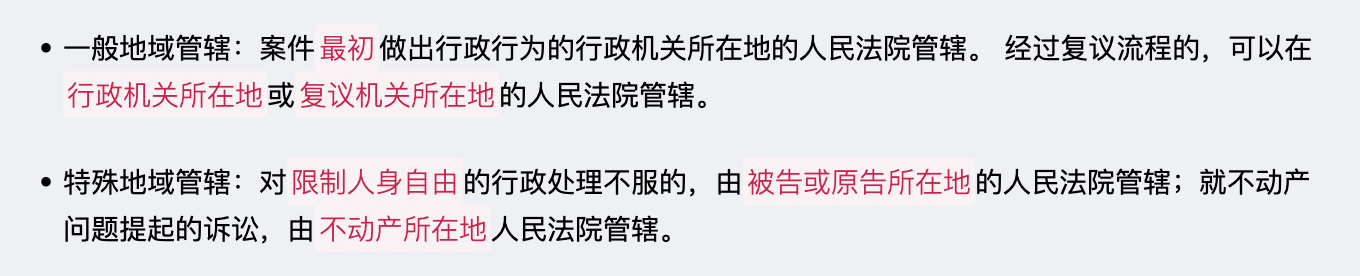 • 一般地域管辖：案件 最初 做出行政行为的行政机关所在地的人民法院管辖。 经过复议流程的，可以在
行政机关所在地 或 复议机关所在地 的人民法院管辖。
• 特殊地域管辖：对 限制人身自由 的行政处理不服的，由 被告或原告所在地 的人民法院管辖；就不动产
问题提起的诉讼，由 不动产所在地 人民法院管辖。